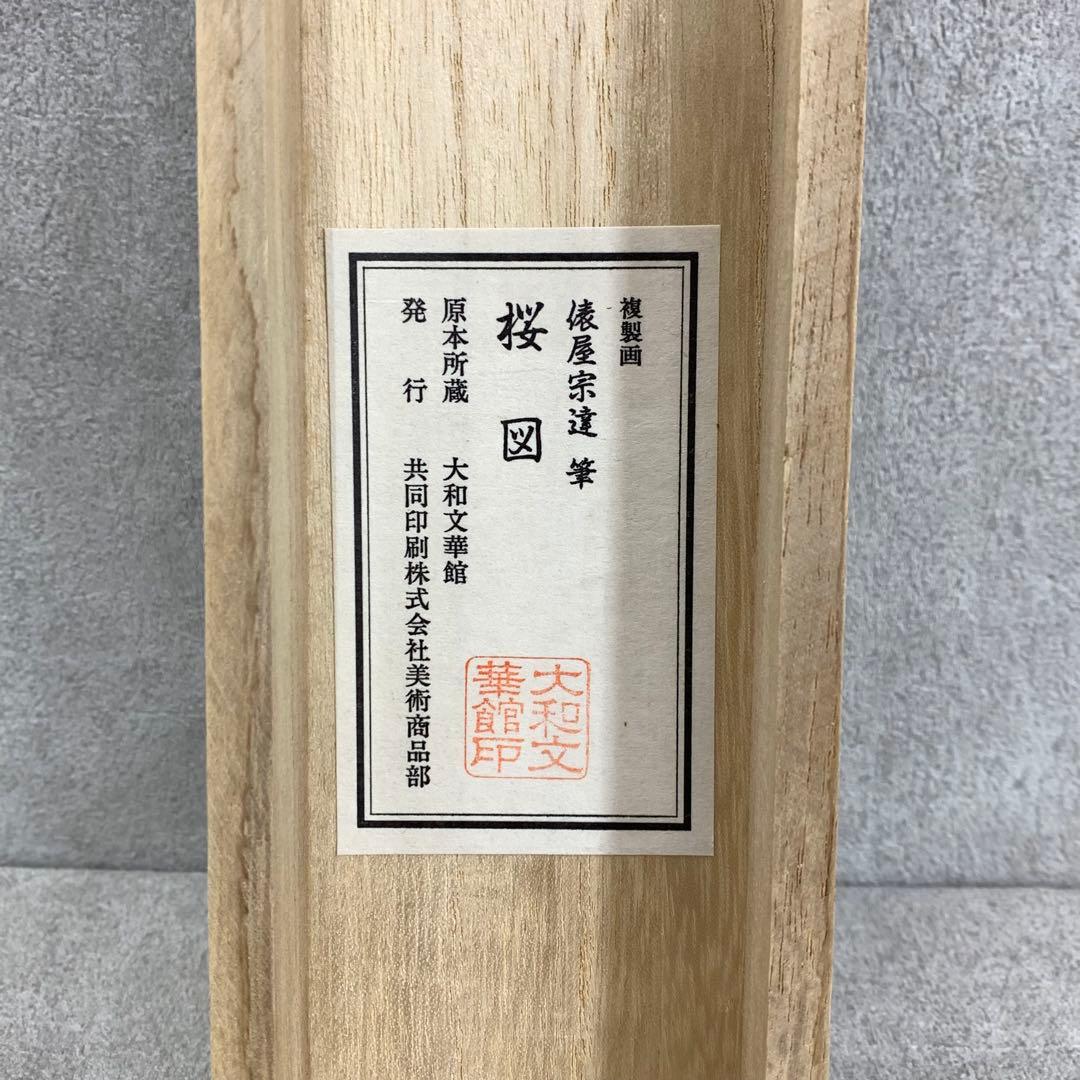 複製画
俵屋宗達 筆
桜図
原本所蔵 大和文華館
発行 共同印刷株式会社美術商品部
大和文
華館印